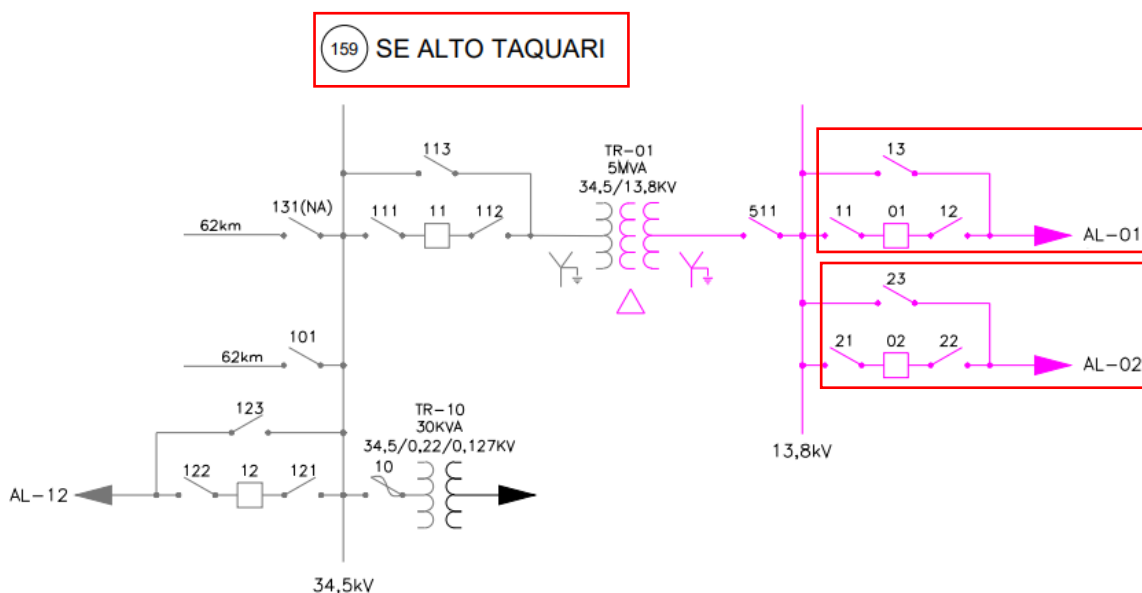 159 SE ALTO TAQUARI
113
TR-01
5MVA
34,5/13,8KV
13
131(NA)
62km
111
11
112
511
11
01
12
AL-01
23
101
62km
21
02
22
AL-02
123
TR-10
30KVA
34,5/0,22/0,127KV
13,8kV
122
12
121
10
AL-12
34,5kV